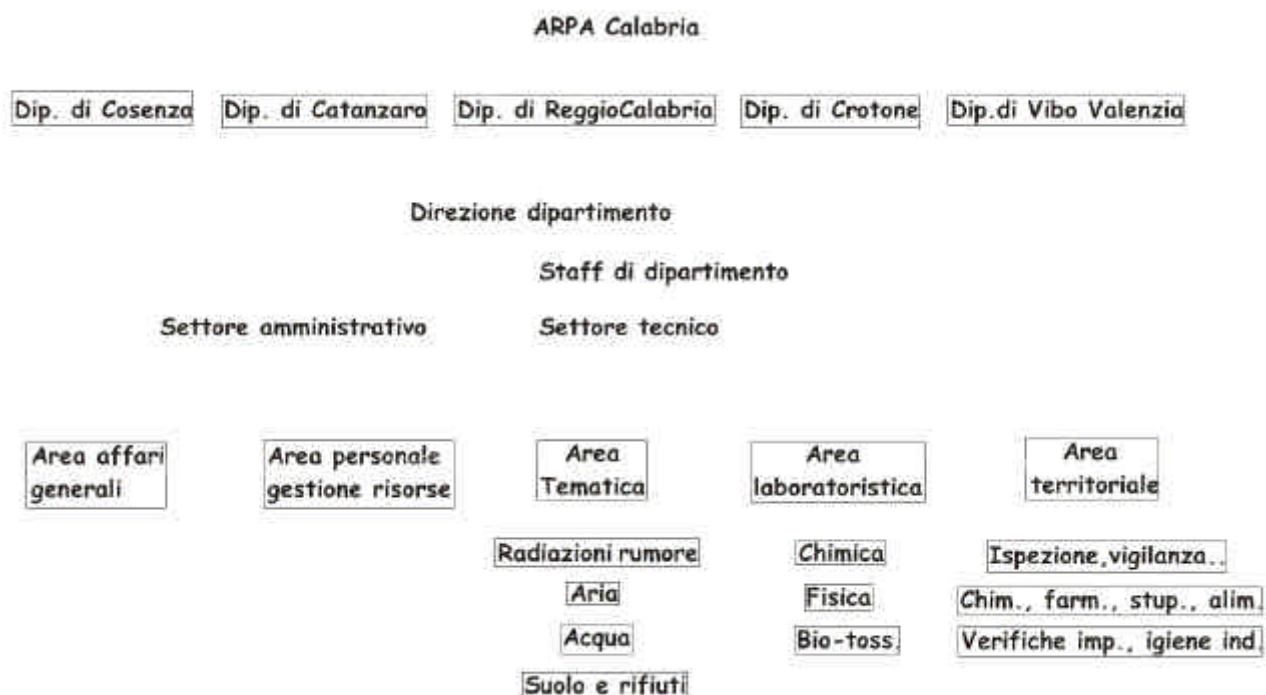 ARPA Calabria
Dip. di Cosenza
Dip. di Catanzaro
Dip. di ReggioCalabria
Dip. di Crotone
Dip.di Vibo Valenzia
Direzione dipartimento
Staff di dipartimento
Settore amministrativo
Settore tecnico
Area affari
generali
Area personale
gestione risorse
Area
Tematica
Area
laboratoristica
Area
territoriale
Radiazioni rumore
Aria
Acqua
Suolo e rifiuti
Chimica
Fisica
Bio-toss.
Ispezione,vigilanza..
Chim., farm., stup., alim.
Verifiche imp., igiene ind.